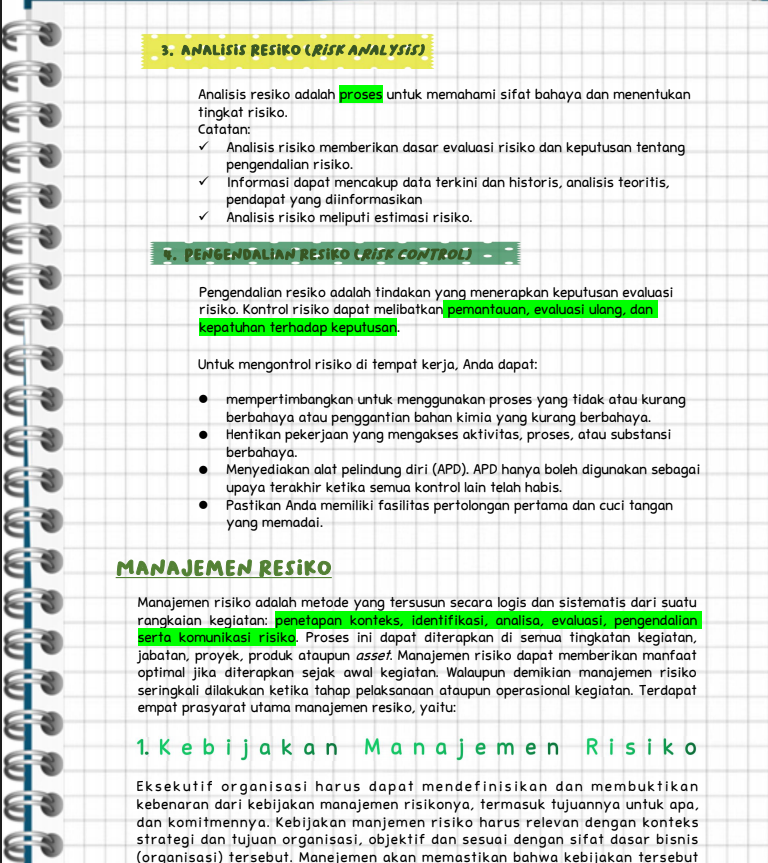 3. ANALISIS RESIKO (RISK ANALYSIS)
Analisis resiko adalah proses untuk memahami sifat bahaya dan menentukan
tingkat risiko.
Catatan:
✓ Analisis risiko memberikan dasar evaluasi risiko dan keputusan tentang
pengendalian risiko.
✓ Informasi dapat mencakup data terkini dan historis, analisis teoritis,
pendapat yang diinformasikan
✓ Analisis risiko meliputi estimasi risiko.
4. PENGENDALIAN RESIKO (RISK CONTROL)
Pengendalian resiko adalah tindakan yang menerapkan keputusan evaluasi
risiko. Kontrol risiko dapat melibatkan pemantauan, evaluasi ulang, dan
kepatuhan terhadap keputusan.
Untuk mengontrol risiko di tempat kerja, Anda dapat:
● mempertimbangkan untuk menggunakan proses yang tidak atau kurang
berbahaya atau penggantian bahan kimia yang kurang berbahaya.
● Hentikan pekerjaan yang mengakses aktivitas, proses, atau substansi
berbahaya.
● Menyediakan alat pelindung diri (APD). APD hanya boleh digunakan sebagai
upaya terakhir ketika semua kontrol lain telah habis.
● Pastikan Anda memiliki fasilitas pertolongan pertama dan cuci tangan
yang memadai.
MANAJEMEN RESIKO
Manajemen risiko adalah metode yang tersusun secara logis dan sistematis dari suatu
rangkaian kegiatan: penetapan konteks, identifikasi, analisa, evaluasi, pengendalian
serta komunikasi risiko. Proses ini dapat diterapkan di semua tingkatan kegiatan,
jabatan, proyek, produk ataupun asset. Manajemen risiko dapat memberikan manfaat
optimal jika diterapkan sejak awal kegiatan. Walaupun demikian manajemen risiko
seringkali dilakukan ketika tahap pelaksanaan ataupun operasional kegiatan. Terdapat
empat prasyarat utama manajemen resiko, yaitu:
1. Kebijakan Manajemen Risiko
Eksekutif organisasi harus dapat mendefinisikan dan membuktikan
kebenaran dari kebijakan manajemen risikonya, termasuk tujuannya untuk apa,
dan komitmennya. Kebijakan manjemen risiko harus relevan dengan konteks
strategi dan tujuan organisasi, objektif dan sesuai dengan sifat dasar bisnis
(organisasi) tersebut. Manejemen akan memastikan bahwa kebijakan tersebut